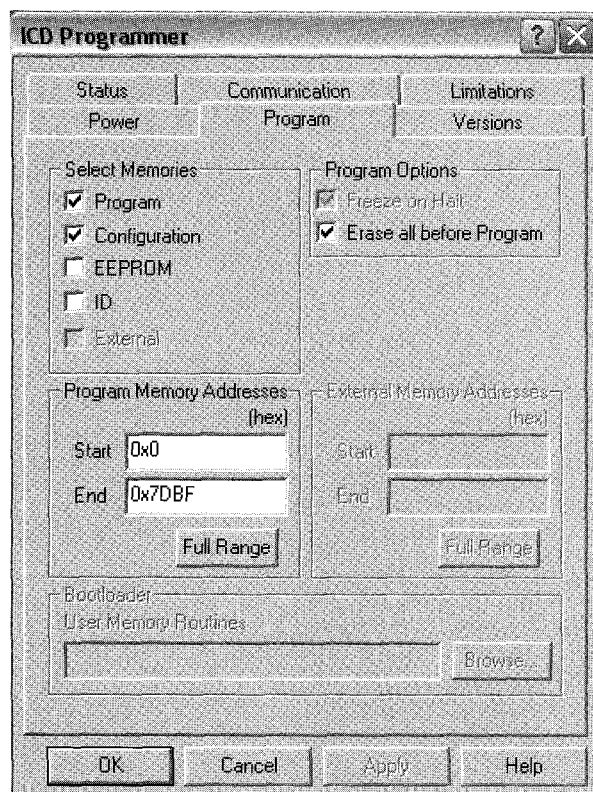 ICD Programmer
Status Communication Limitations
Power Program Versions
Select Memories
Program
Configuration
EEPROM
ID
External
Program Options
Freeze on Halt
Erase all before Program
Program Memory Addresses
(hex)
Start 0x0
End 0x7DBF
Full Range
External Memory Addresses
(hex)
Start
End
Full Range
Bootloader
User Memory Routines
Browse...
OK Cancel Apply Help